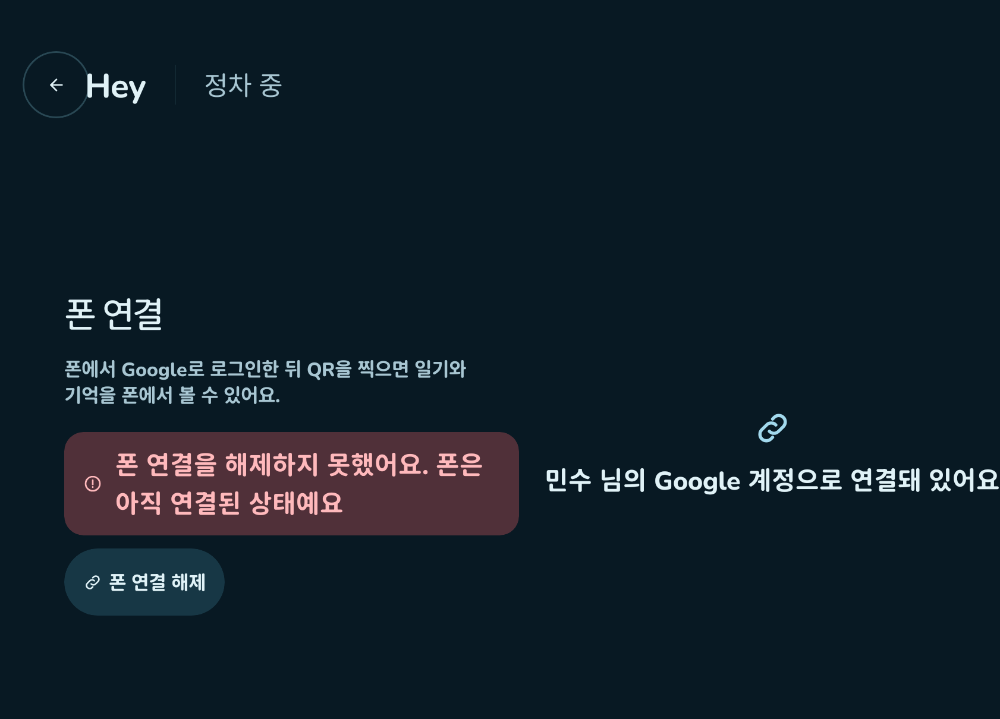 Hey
정차 중
폰 연결
폰에서 Google로 로그인한 뒤 QR을 찍으면 일기와
기억을 폰에서 볼 수 있어요.
폰 연결을 해제하지 못했어요. 폰은
아직 연결된 상태예요
폰 연결 해제
민수 님의 Google 계정으로 연결돼 있어요